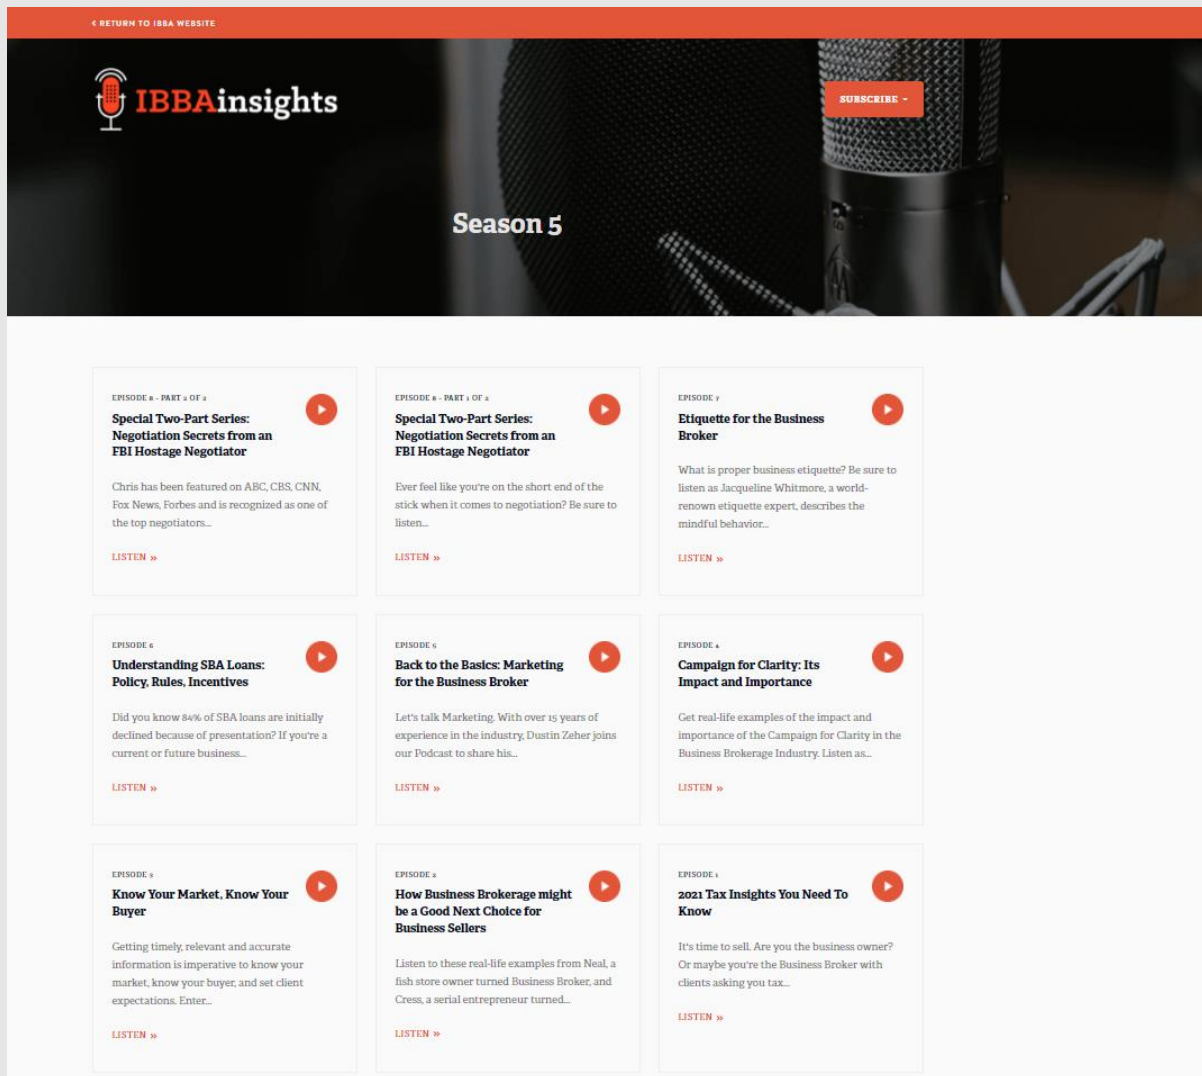 < RETURN TO IBBA WEBSITE
IBBAinsights
SUBSCRIBE
Season 5
EPISODE 8 - PART 2 OF 2
Special Two-Part Series:
Negotiation Secrets from an
FBI Hostage Negotiator
Chris has been featured on ABC, CBS, CNN,
Fox News, Forbes and is recognized as one of
the top negotiators...
LISTEN »
EPISODE 8 - PART 1 OF 2
Special Two-Part Series:
Negotiation Secrets from an
FBI Hostage Negotiator
Ever feel like you're on the short end of the
stick when it comes to negotiation? Be sure to
listen...
LISTEN »
EPISODE 7
Etiquette for the Business
Broker
What is proper business etiquette? Be sure to
listen as Jacqueline Whitmore, a world-
renown etiquette expert, describes the
mindful behavior...
LISTEN »
EPISODE 6
Understanding SBA Loans:
Policy, Rules, Incentives
Did you know 84% of SBA loans are initially
declined because of presentation? If you're a
current or future business...
LISTEN »
EPISODE 5
Back to the Basics: Marketing
for the Business Broker
Let's talk Marketing. With over 15 years of
experience in the industry, Dustin Zeher joins
our Podcast to share his...
LISTEN »
EPISODE 4
Campaign for Clarity: Its
Impact and Importance
Get real-life examples of the impact and
importance of the Campaign for Clarity in the
Business Brokerage Industry. Listen as...
LISTEN »
EPISODE 3
Know Your Market, Know Your
Buyer
Getting timely, relevant and accurate
information is imperative to know your
market, know your buyer, and set client
expectations. Enter...
LISTEN »
EPISODE 2
How Business Brokerage might
be a Good Next Choice for
Business Sellers
Listen to these real-life examples from Neal, a
fish store owner turned Business Broker, and
Cress, a serial entrepreneur turned...
LISTEN »
EPISODE 1
2021 Tax Insights You Need To
Know
It's time to sell. Are you the business owner?
Or maybe you're the Business Broker with
clients asking you tax...
LISTEN »